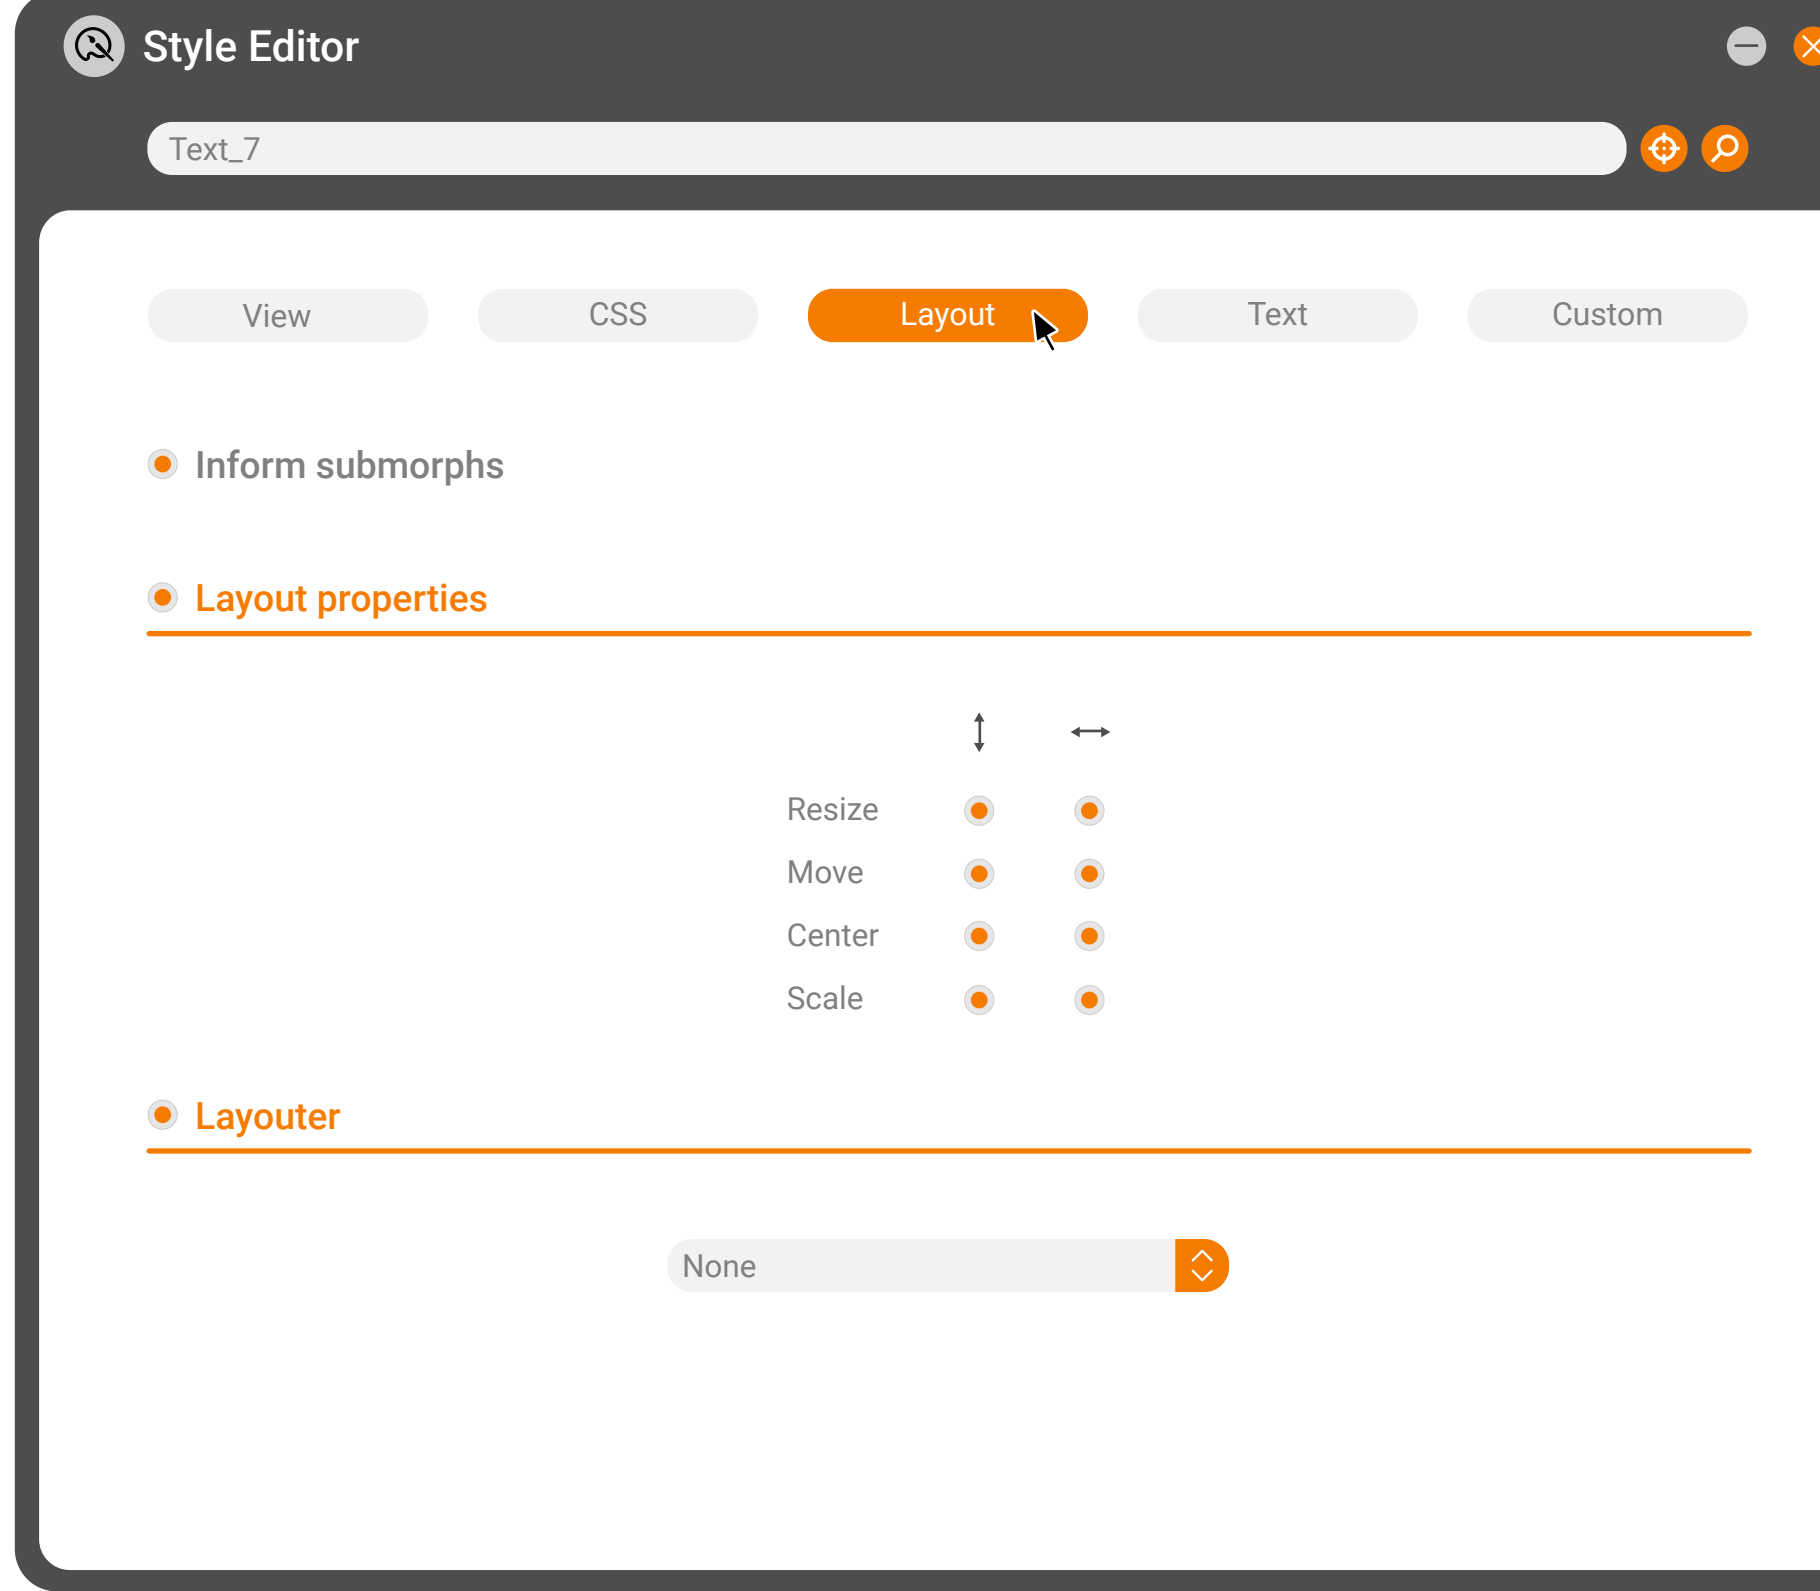 Style Editor
Text_7
View CSS Layout Text Custom
Inform submorphs
Layout properties
Resize
Move
Center
Scale
Layouter
None